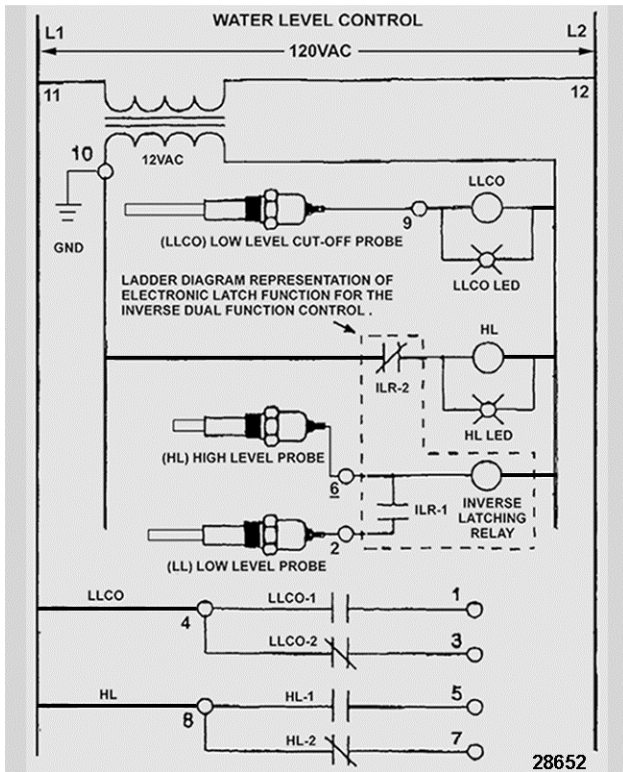 WATER LEVEL CONTROL
L1
L2
120VAC
11
12
10
12VAC
GND
LLCO
9
(LLCO) LOW LEVEL CUT-OFF PROBE
LLCO LED
LADDER DIAGRAM REPRESENTATION OF
ELECTRONIC LATCH FUNCTION FOR THE
INVERSE DUAL FUNCTION CONTROL .
HL
ILR-2
HL LED
(HL) HIGH LEVEL PROBE
6
ILR-1
INVERSE
LATCHING
RELAY
2
(LL) LOW LEVEL PROBE
LLCO
LLCO-1
1
4
LLCO-2
3
HL
HL-1
5
8
HL-2
7
28652